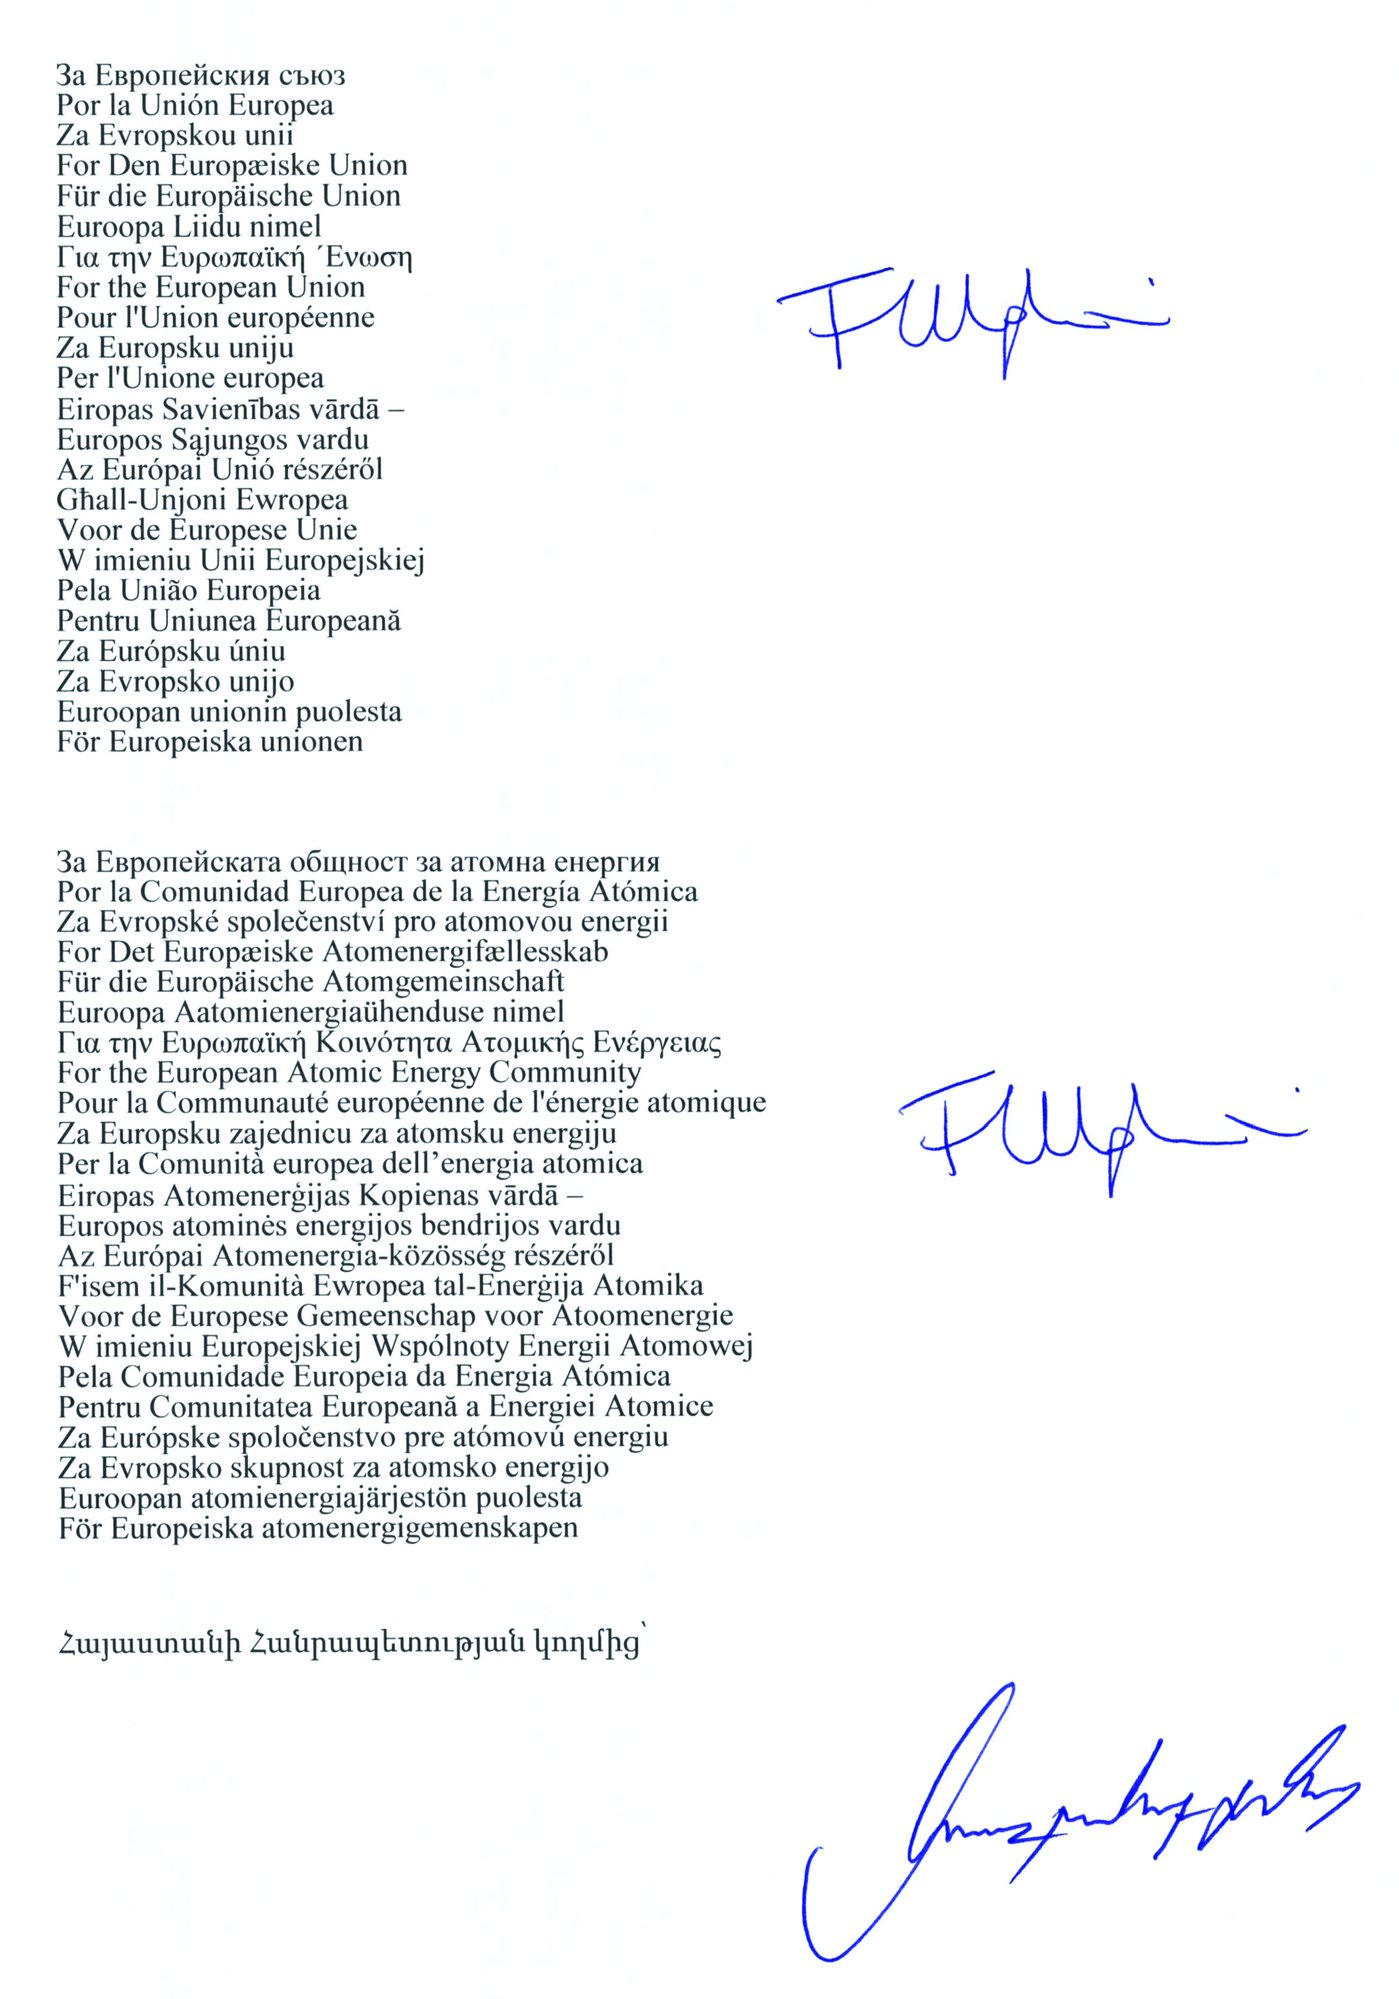 За Европейския съюз
Por la Unión Europea
Za Evropskou unii
For Den Europæiske Union
Für die Europäische Union
Euroopa Liidu nimel
Για την Ευρωπαϊκή Ένωση
For the European Union
Pour l'Union européenne
Za Europsku uniju
Per l'Unione europea
Eiropas Savienības vārdā –
Europos Sąjungos vardu
Az Európai Unió részéről
Għall-Unjoni Ewropea
Voor de Europese Unie
W imieniu Unii Europejskiej
Pela União Europeia
Pentru Uniunea Europeană
Za Európsku úniu
Za Evropsko unijo
Euroopan unionin puolesta
För Europeiska unionen
За Европейската общност за атомна енергия
Por la Comunidad Europea de la Energía Atómica
Za Evropské společenství pro atomovou energii
For Det Europæiske Atomenergifællesskab
Für die Europäische Atomgemeinschaft
Euroopa Aatomienergiaühenduse nimel
Για την Ευρωπαϊκή Κοινότητα Ατομικής Ενέργειας
For the European Atomic Energy Community
Pour la Communauté européenne de l'énergie atomique
Za Europsku zajednicu za atomsku energiju
Per la Comunità europea dell’energia atomica
Eiropas Atomenerģijas Kopienas vārdā –
Europos atominės energijos bendrijos vardu
Az Európai Atomenergia-közösség részéről
F'isem il-Komunità Ewropea tal-Enerġija Atomika
Voor de Europese Gemeenschap voor Atoomenergie
W imieniu Europejskiej Wspólnoty Energii Atomowej
Pela Comunidade Europeia da Energia Atómica
Pentru Comunitatea Europeană a Energiei Atomice
Za Európske spoločenstvo pre atómovú energiu
Za Evropsko skupnost za atomsko energijo
Euroopan atomienergiajärjestön puolesta
För Europeiska atomenergigemenskapen
Հայաստանի Հանրապետության կողմից՝